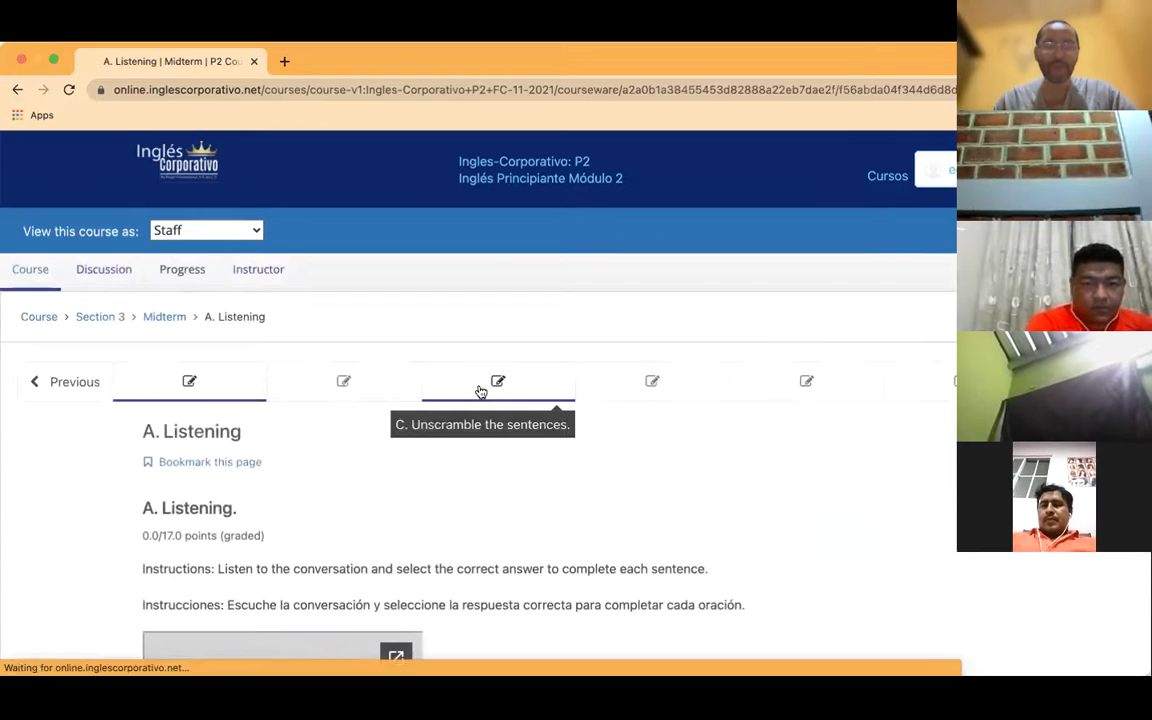 A. Listening | Midterm | P2 Cou
online.inglescorporativo.net/courses/course-v1:Ingles-Corporativo+P2+FC-11-2021/courseware/a2a0b1a38455453d82888a22eb7dae2f/f56abda04f344d6d8d
Apps
Inglés
Corporativo
Ingles-Corporativo: P2
Inglés Principiante Módulo 2
Cursos
e
View this course as: Staff
Course Discussion Progress Instructor
Course > Section 3 > Midterm > A. Listening
Previous
C. Unscramble the sentences.
A. Listening
Bookmark this page
A. Listening.
0.0/17.0 points (graded)
Instructions: Listen to the conversation and select the correct answer to complete each sentence.
Instrucciones: Escuche la conversación y seleccione la respuesta correcta para completar cada oración.
Waiting for online.inglescorporativo.net...